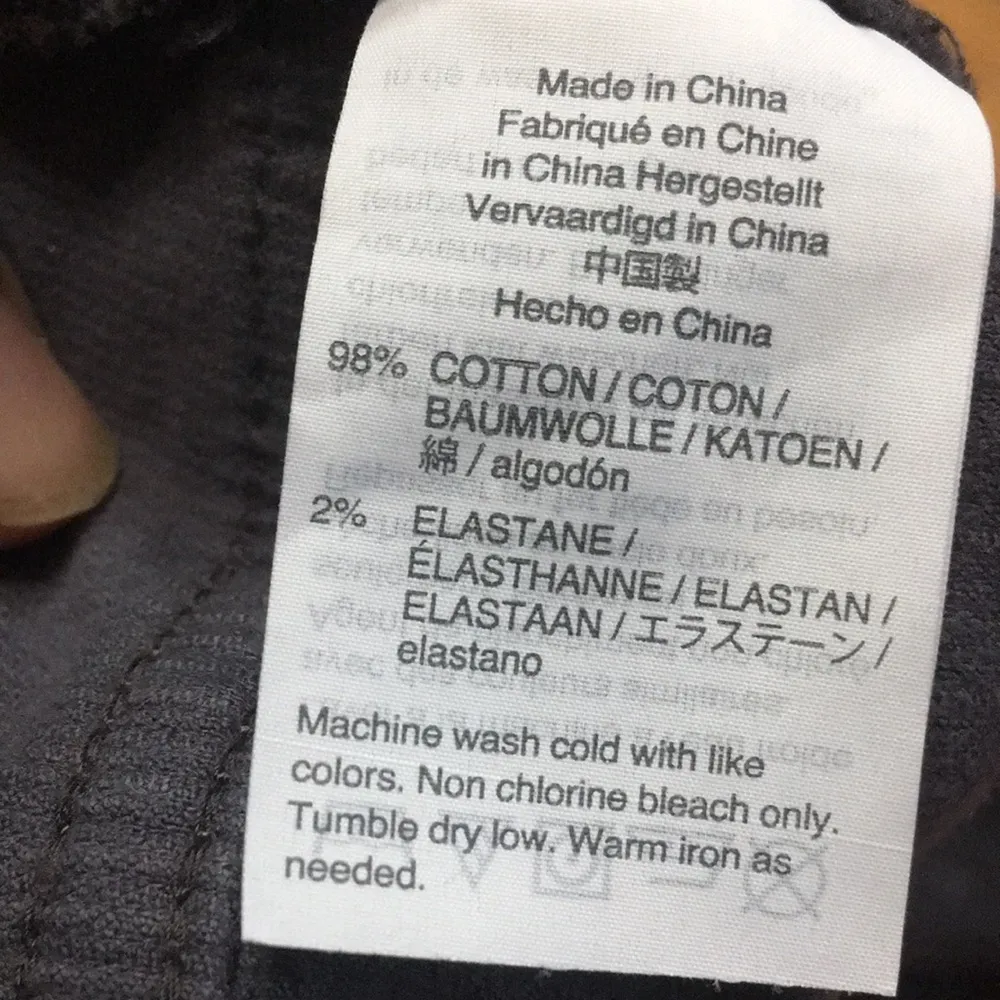 Made in China
Fabriqué en Chine
in China Hergestellt
Vervaardigd in China
中国製
Hecho en China
98% COTTON / COTON /
BAUMWOLLE / KATOEN /
綿 / algodón
2% ELASTANE /
ÉLASTHANNE / ELASTAN /
ELASTAAN / エラステーン /
elastano
Machine wash cold with like
colors. Non chlorine bleach only.
Tumble dry low. Warm iron as
needed.